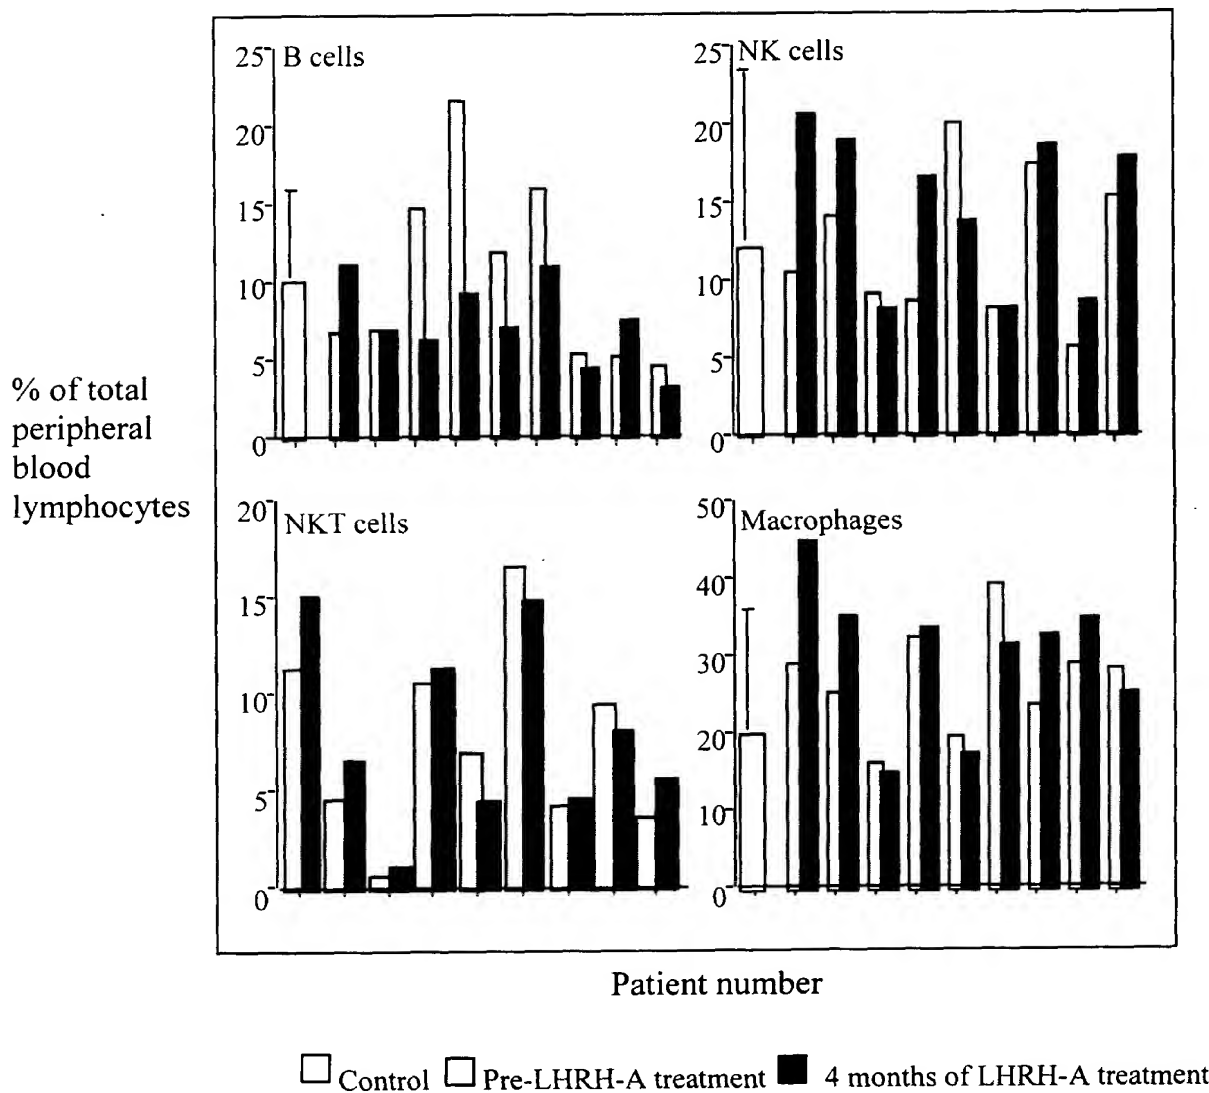 B cells
25
20
15
10
5
0
NK cells
25
20
15
10
5
0
% of total
peripheral
blood
lymphocytes
NKT cells
20
15
10
5
0
Macrophages
50
40
30
20
10
0
Patient number
Control Pre-LHRH-A treatment 4 months of LHRH-A treatment